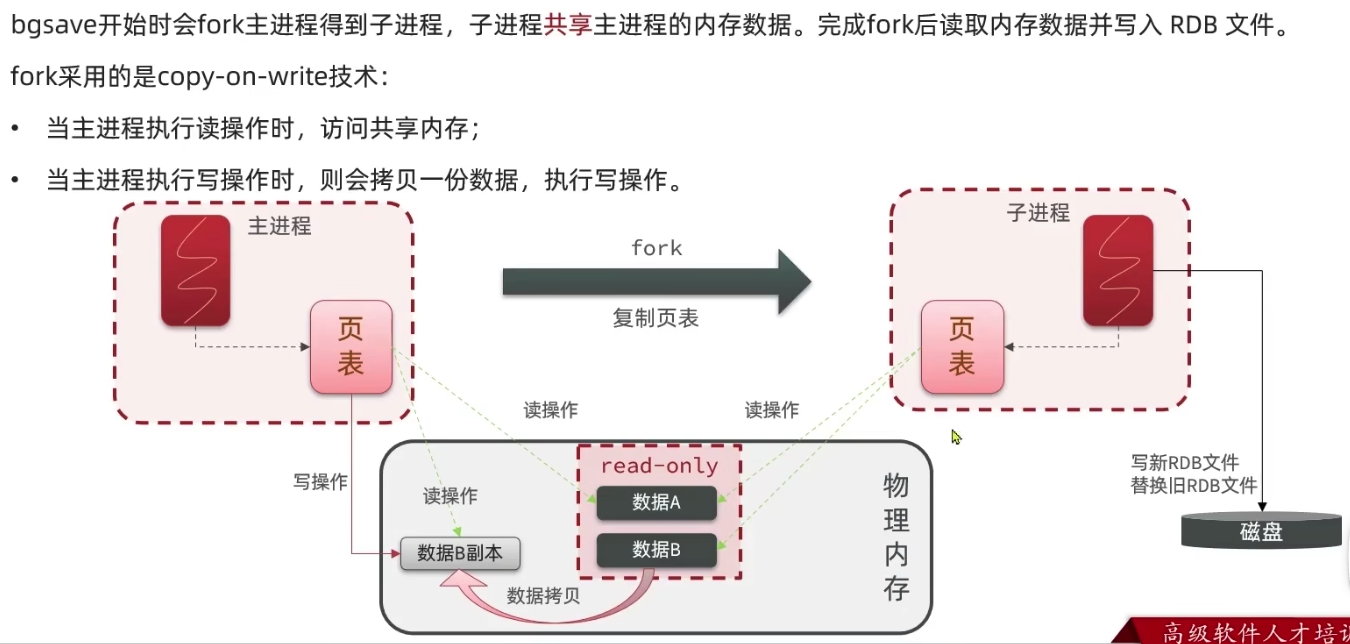 bgsave开始时会fork主进程得到子进程，子进程共享主进程的内存数据。完成fork后读取内存数据并写入 RDB 文件。
fork采用的是copy-on-write技术：
• 当主进程执行读操作时，访问共享内存；
• 当主进程执行写操作时，则会拷贝一份数据，执行写操作。
主进程
页
表
fork
复制页表
子进程
页
表
读操作
读操作
写操作
读操作
read-only
数据A
数据B
数据B副本
数据拷贝
物
理
内
存
写新RDB文件
替换旧RDB文件
磁盘
高级软件人才培